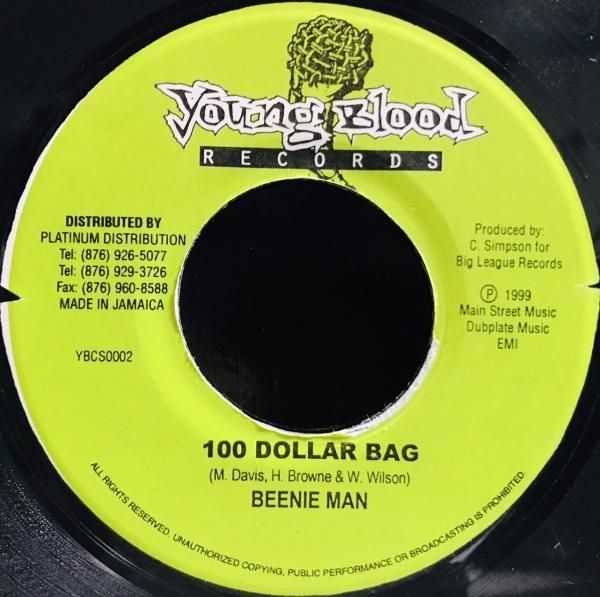 Young Blood
RECORDS
DISTRIBUTED BY
PLATINUM DISTRIBUTION
Tel: (876) 926-5077
Tel: (876) 929-3726
Fax: (876) 960-8588
MADE IN JAMAICA
YBCS0002
Produced by:
C. Simpson for
Big League Records
Ⓟ 1999
Main Street Music
Dubplate Music
EMI
100 DOLLAR BAG
(M. Davis, H. Browne & W. Wilson)
BEENIE MAN
ALL RIGHTS RESERVED. UNAUTHORIZED COPYING, PUBLIC PERFORMANCE OR BROADCASTING IS PROHIBITED.